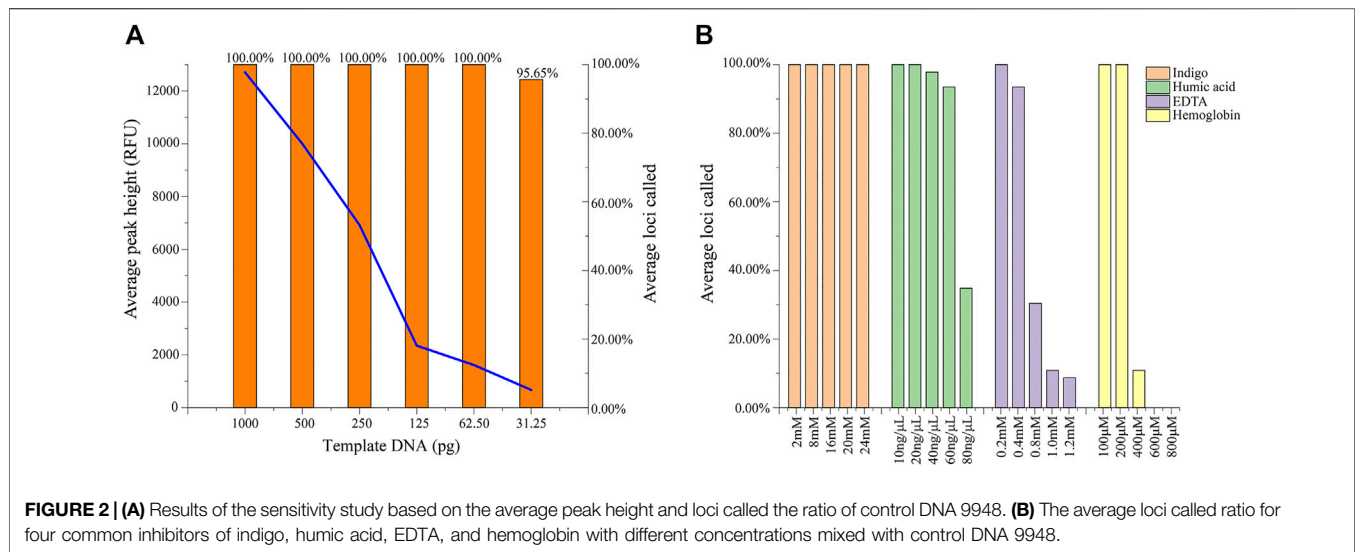 A
100.00% 100.00% 100.00% 100.00% 100.00% 95.65%
12000
10000
8000
6000
4000
2000
0
Average peak height (RFU)
100.00%
80.00%
60.00%
40.00%
20.00%
0.00%
Average loci called
1000 500 250 125 62.50 31.25
Template DNA (pg)
B
100.00%
80.00%
60.00%
40.00%
20.00%
0.00%
Average loci called
Indigo
Humic acid
EDTA
Hemoglobin
2mM 8mM 16mM 20mM 24mM 10ng/μL 20ng/μL 40ng/μL 60ng/μL 80ng/μL 0.2mM 0.4mM 0.8mM 1.0mM 1.2mM 100μM 200μM 400μM 600μM 800μM
FIGURE 2 | (A) Results of the sensitivity study based on the average peak height and loci called the ratio of control DNA 9948. (B) The average loci called ratio for
four common inhibitors of indigo, humic acid, EDTA, and hemoglobin with different concentrations mixed with control DNA 9948.